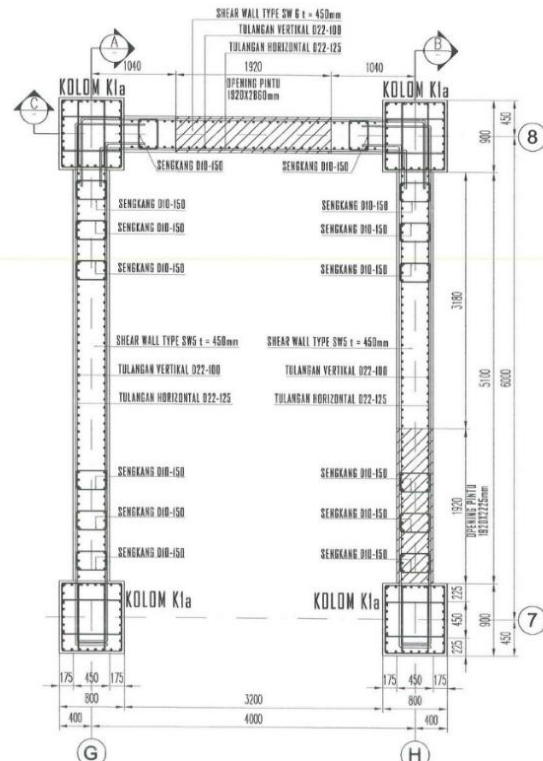 SHEAR WALL TYPE SW 6 t = 450mm
TULANGAN VERTIKAL D22-100
TULANGAN HORIZONTAL D22-125
A
B
1040
1920
1040
OPENING PINTU
1920X2860mm
KOLOM K1a
KOLOM K1a
C
8
450
900
SENGKANG D10-150
SENGKANG D10-150
SENGKANG D10-150
SENGKANG D10-150
SENGKANG D10-150
SENGKANG D10-150
SENGKANG D10-150
SENGKANG D10-150
3180
5100
6000
SHEAR WALL TYPE SW5 t = 450mm
SHEAR WALL TYPE SW5 t = 450mm
TULANGAN VERTIKAL D22-100
TULANGAN VERTIKAL D22-100
TULANGAN HORIZONTAL D22-125
TULANGAN HORIZONTAL D22-125
SENGKANG D10-150
SENGKANG D10-150
SENGKANG D10-150
SENGKANG D10-150
SENGKANG D10-150
SENGKANG D10-150
1920
OPENING PINTU
1920X2225mm
KOLOM K1a
KOLOM K1a
225
450
225
900
450
7
175 450 175
175 450 175
800
3200
800
400
4000
400
G
H